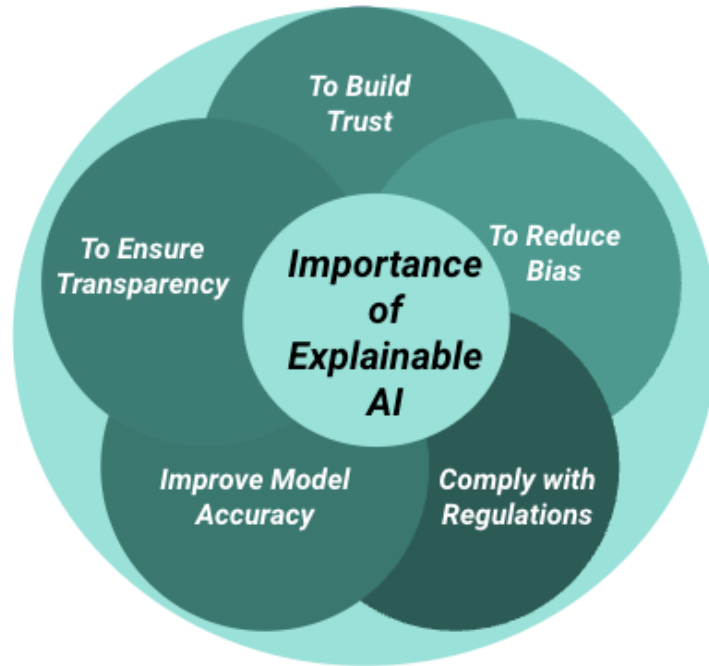 To Build
Trust
To Reduce
Bias
To Ensure
Transparency
Importance
of
Explainable
AI
Improve Model
Accuracy
Comply with
Regulations